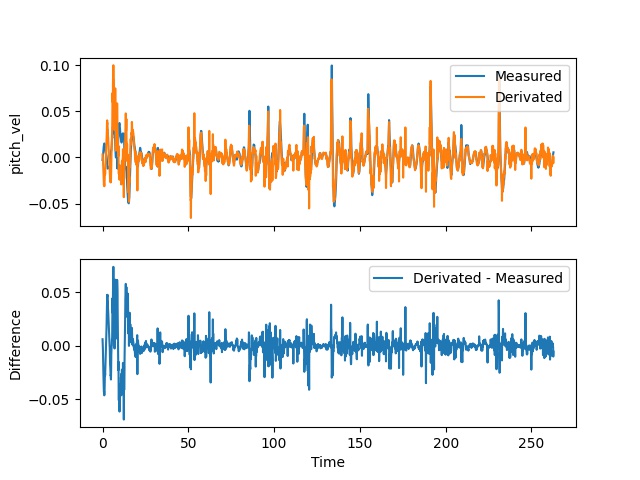 0.10
0.05
0.00
−0.05
pitch_vel
Measured
Derivated
0.05
0.00
−0.05
Difference
Derivated - Measured
0 50 100 150 200 250
Time